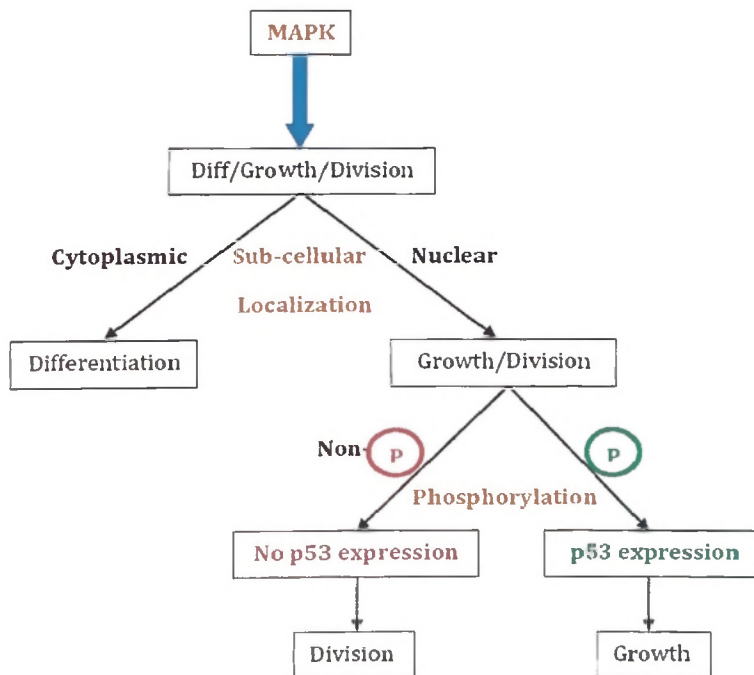 MAPK
Diff/Growth/Division
Cytoplasmic Sub-cellular Nuclear
Localization
Differentiation Growth/Division
Non- P P
Phosphorylation
No p53 expression p53 expression
Division Growth